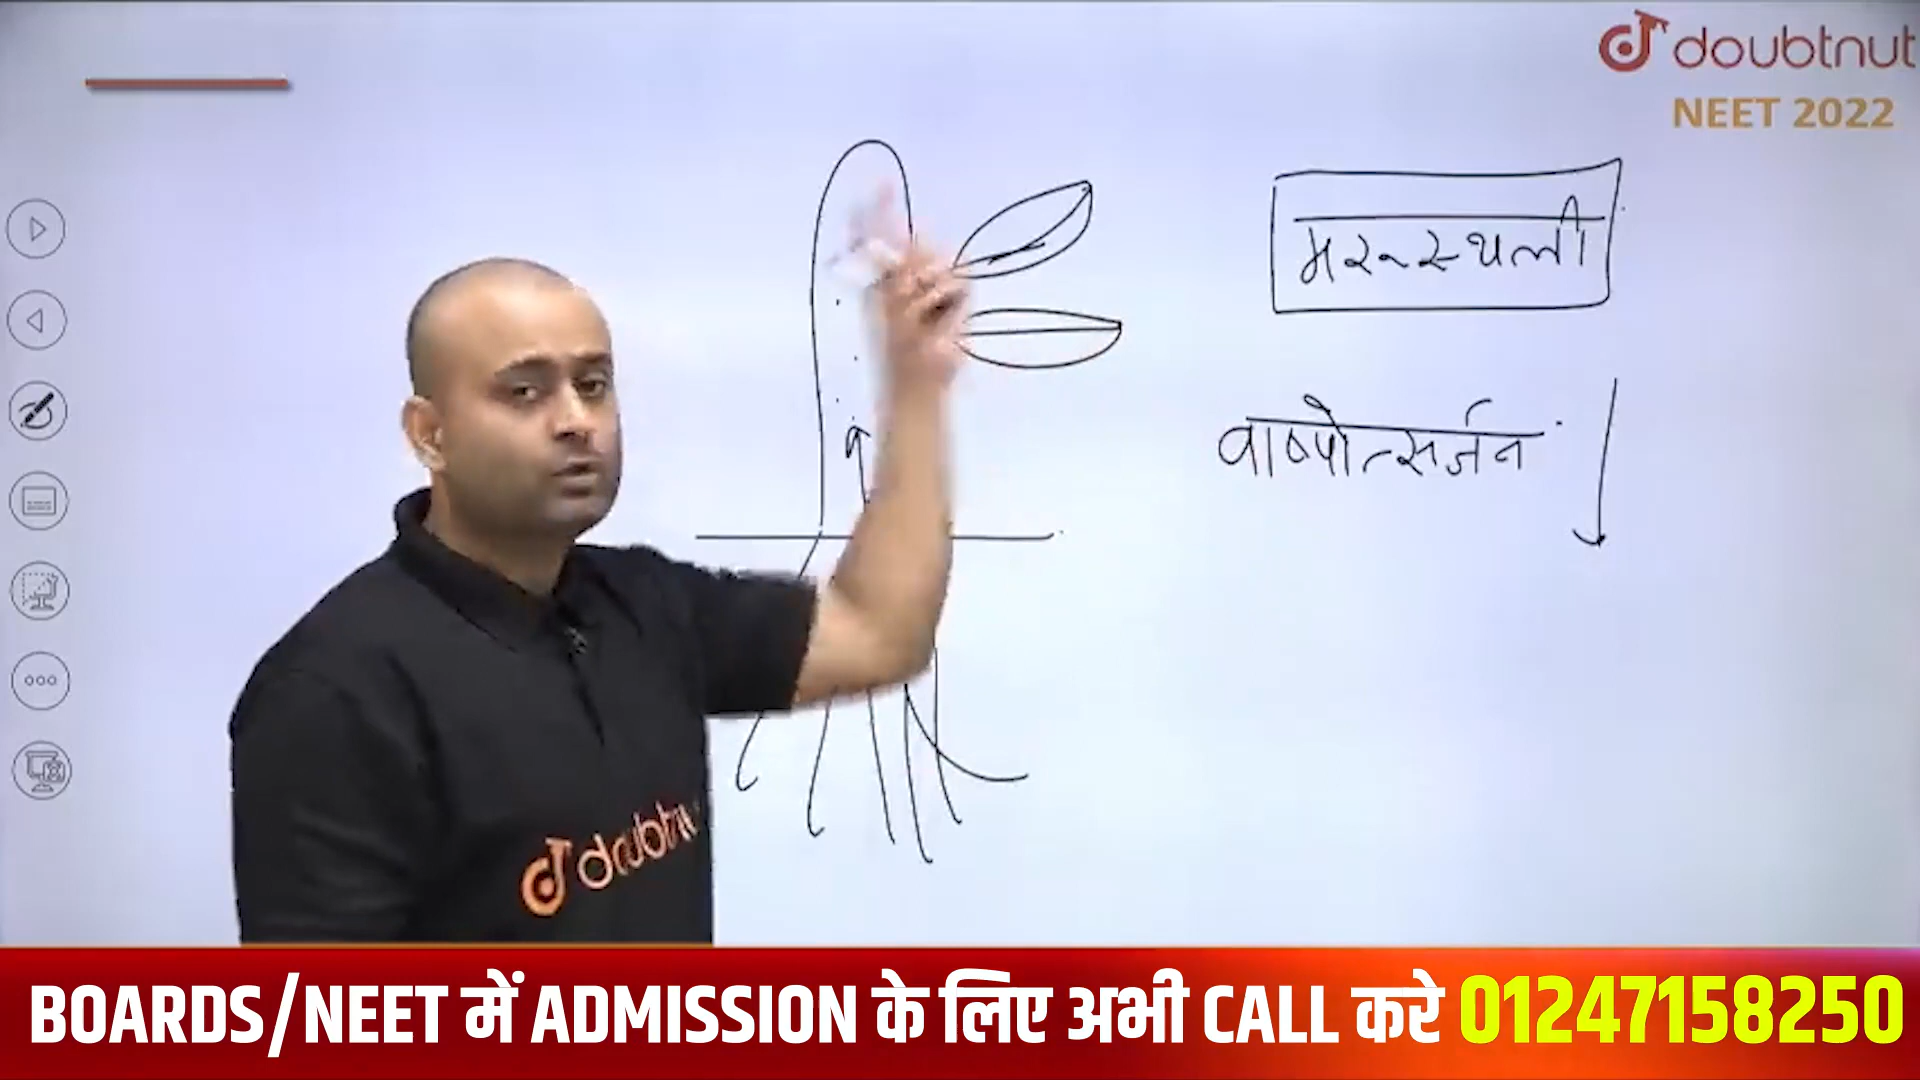 doubtnut
NEET 2022
मरूस्थली
वाष्पोत्सर्जन
doubtnut
BOARDS/NEET में ADMISSION के लिए अभी CALL करे 01247158250